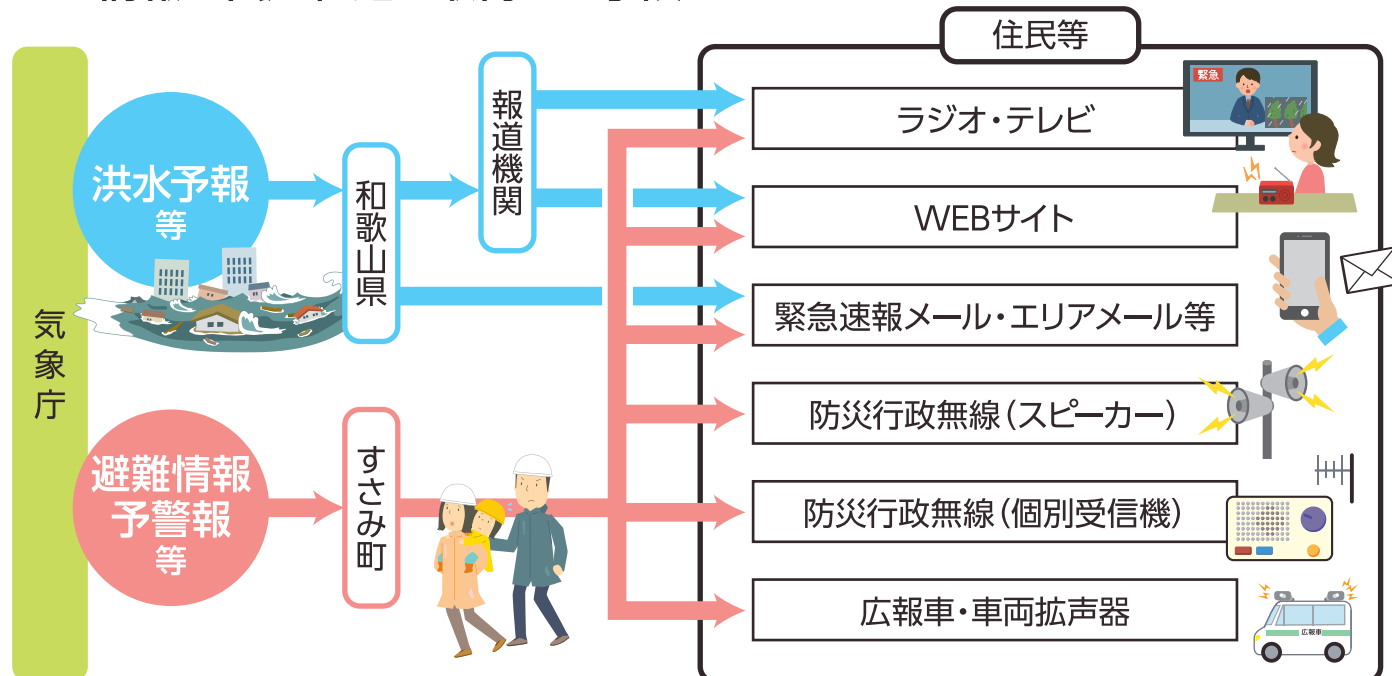 住民等
気象庁
洪水予報
等
和歌山県
報道機関
避難情報
予警報
等
すさみ町
ラジオ・テレビ
緊急
WEBサイト
緊急速報メール・エリアメール等
防災行政無線(スピーカー)
防災行政無線(個別受信機)
広報車・車両拡声器
広報車